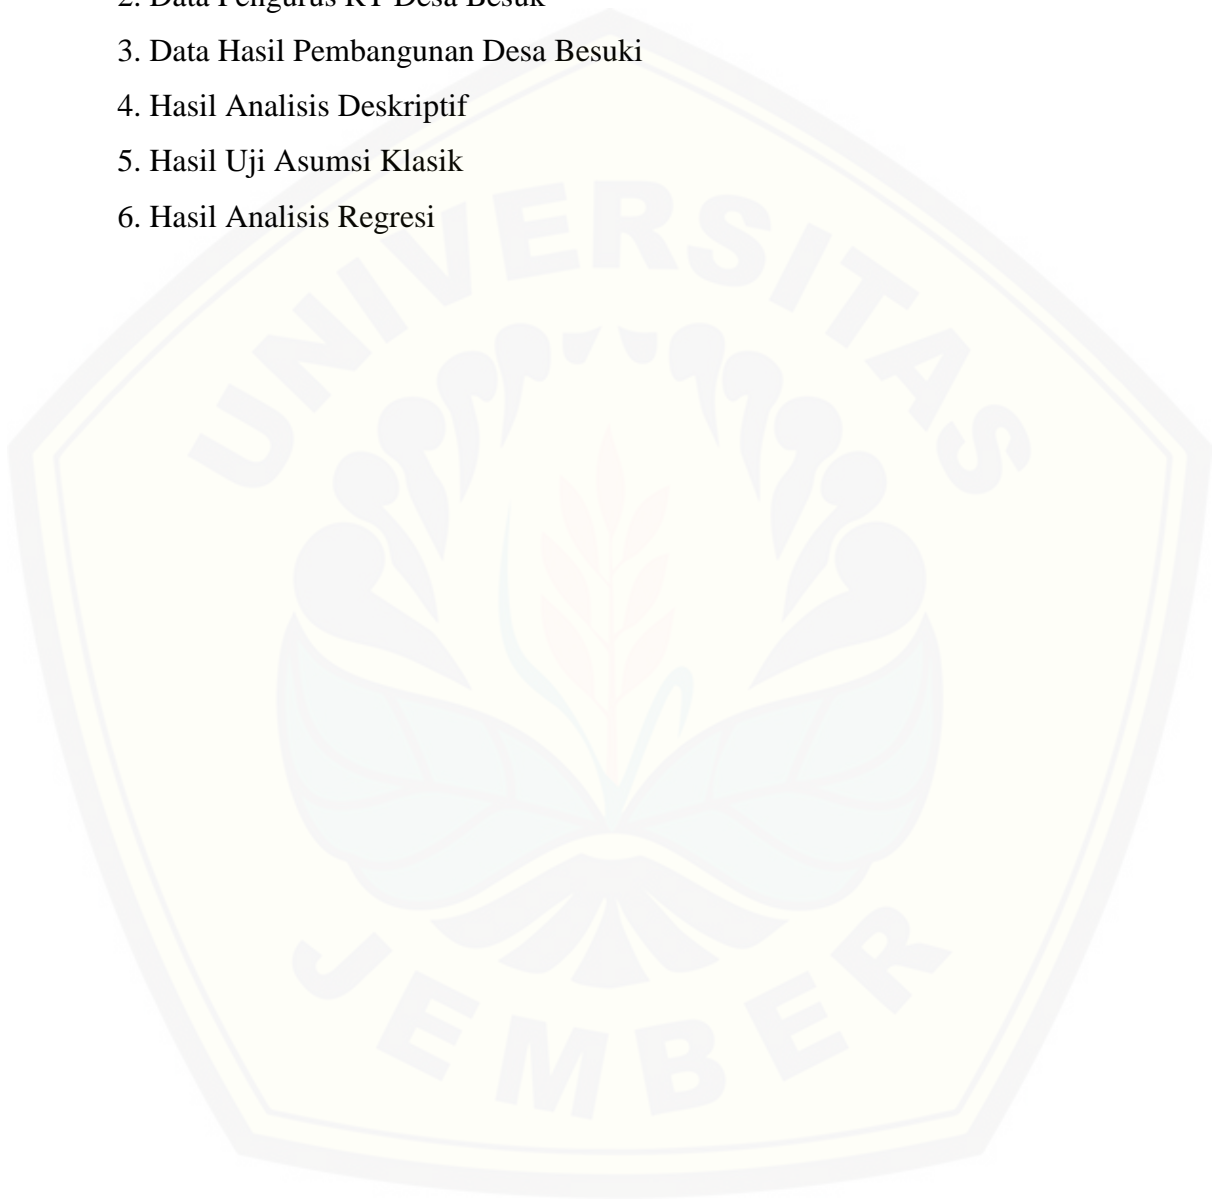 2. Data Pengurus RT Desa Besuk
3. Data Hasil Pembangunan Desa Besuki
4. Hasil Analisis Deskriptif
5. Hasil Uji Asumsi Klasik
6. Hasil Analisis Regresi
UNIVERSITAS
JEMBER